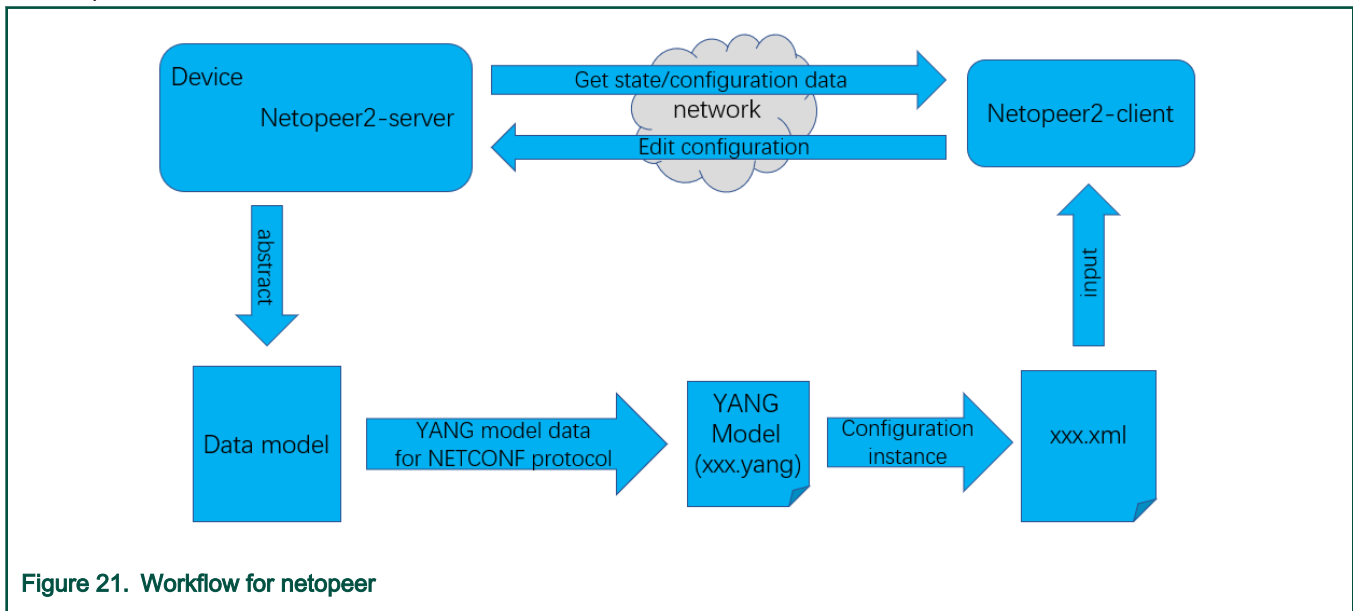 Device
Netopeer2-server
Get state/configuration data
network
Edit configuration
Netopeer2-client
abstract
input
Data model
YANG model data
for NETCONF protocol
YANG
Model
(xxx.yang)
Configuration
instance
xxx.xml
Figure 21. Workflow for netopeer